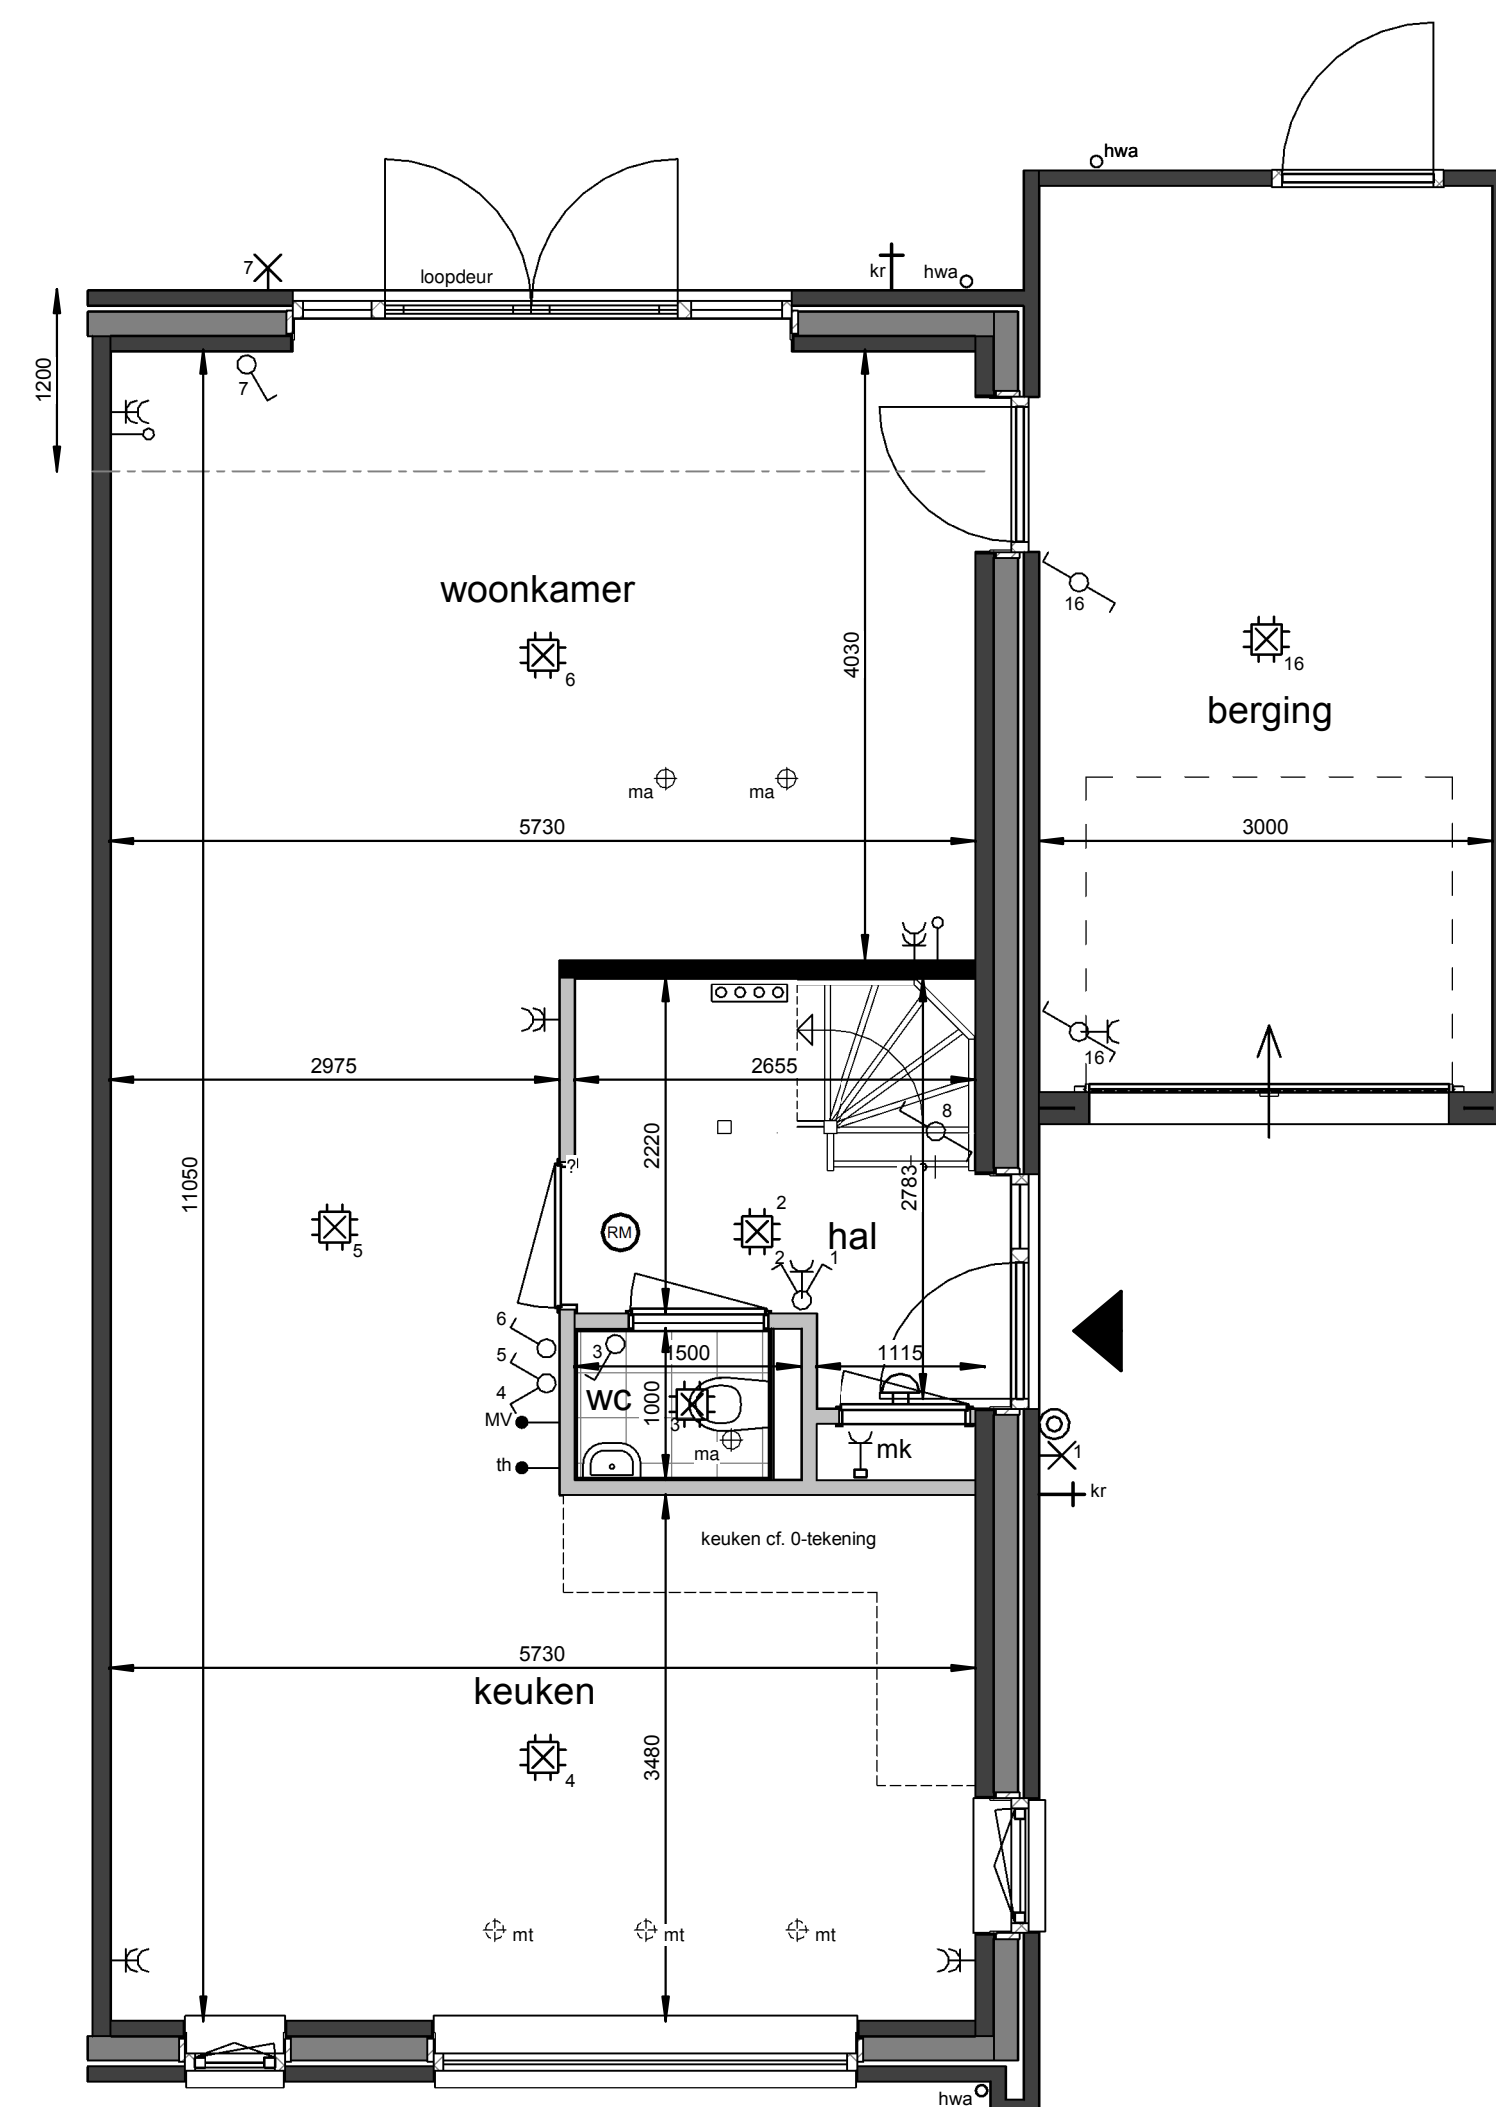 hwa
7
loopdeur
kr
hwa
1200
7
woonkamer
6
4030
16
16
berging
ma
ma
5730
3000
2975
2655
8
16
2220
2783
11050
?
RM
2
hal
5
2
1
6
5
4
MV
th
3
1500
1115
wc
1000
3
ma
mk
1
kr
keuken cf. 0-tekening
5730
keuken
4
3480
mt
mt
mt
hwa